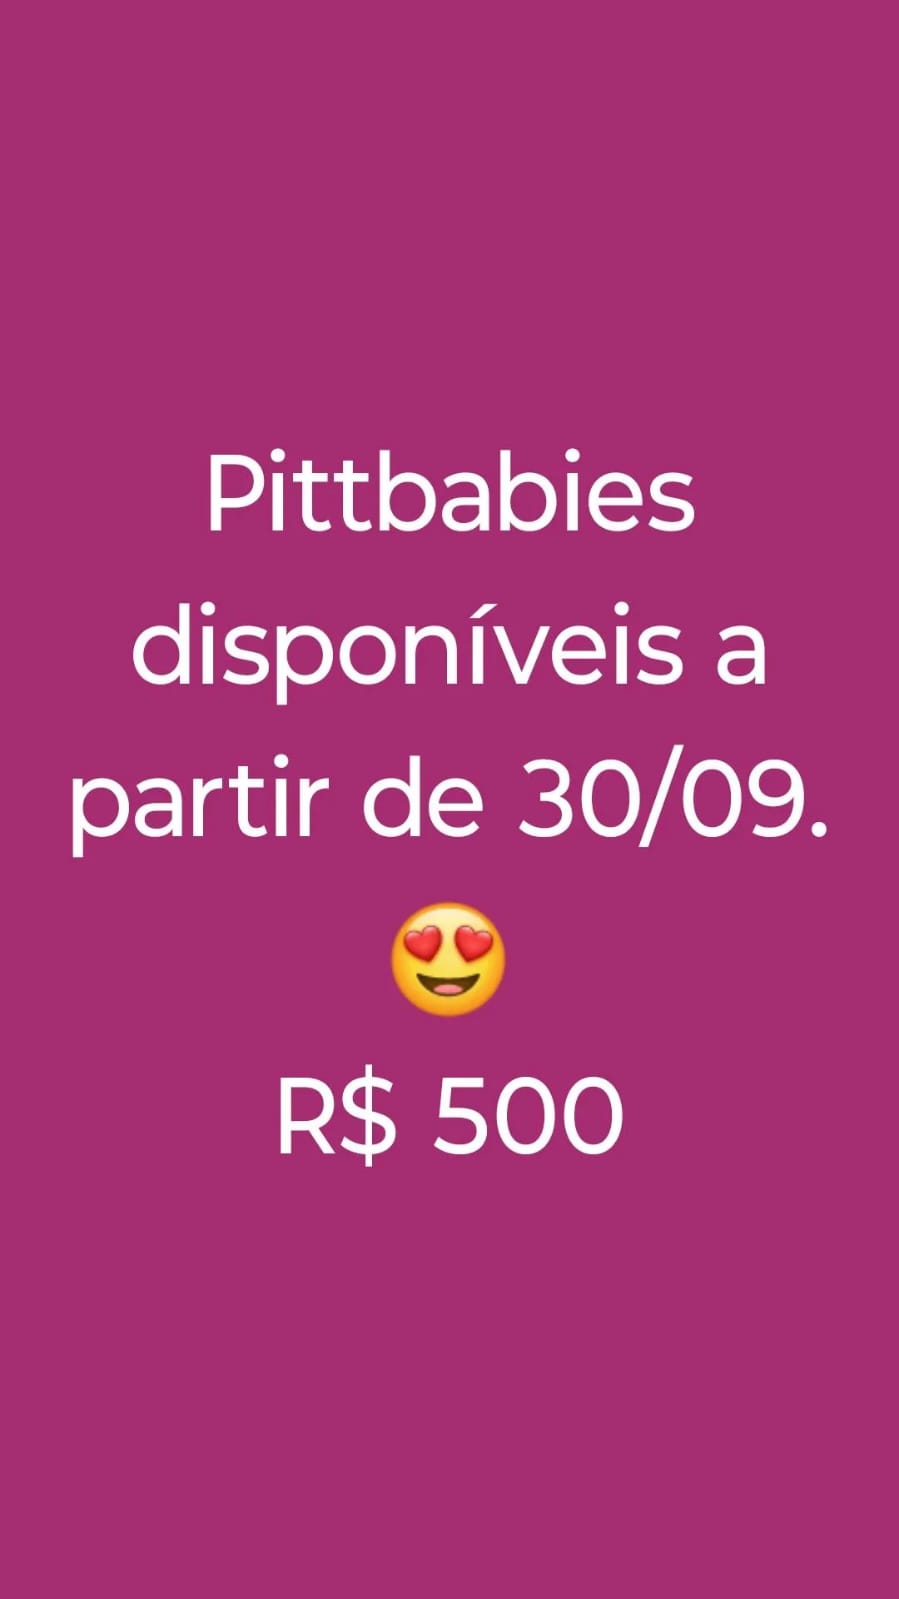 Pittbabies
disponíveis a
partir de 30/09.
😍
R$ 500